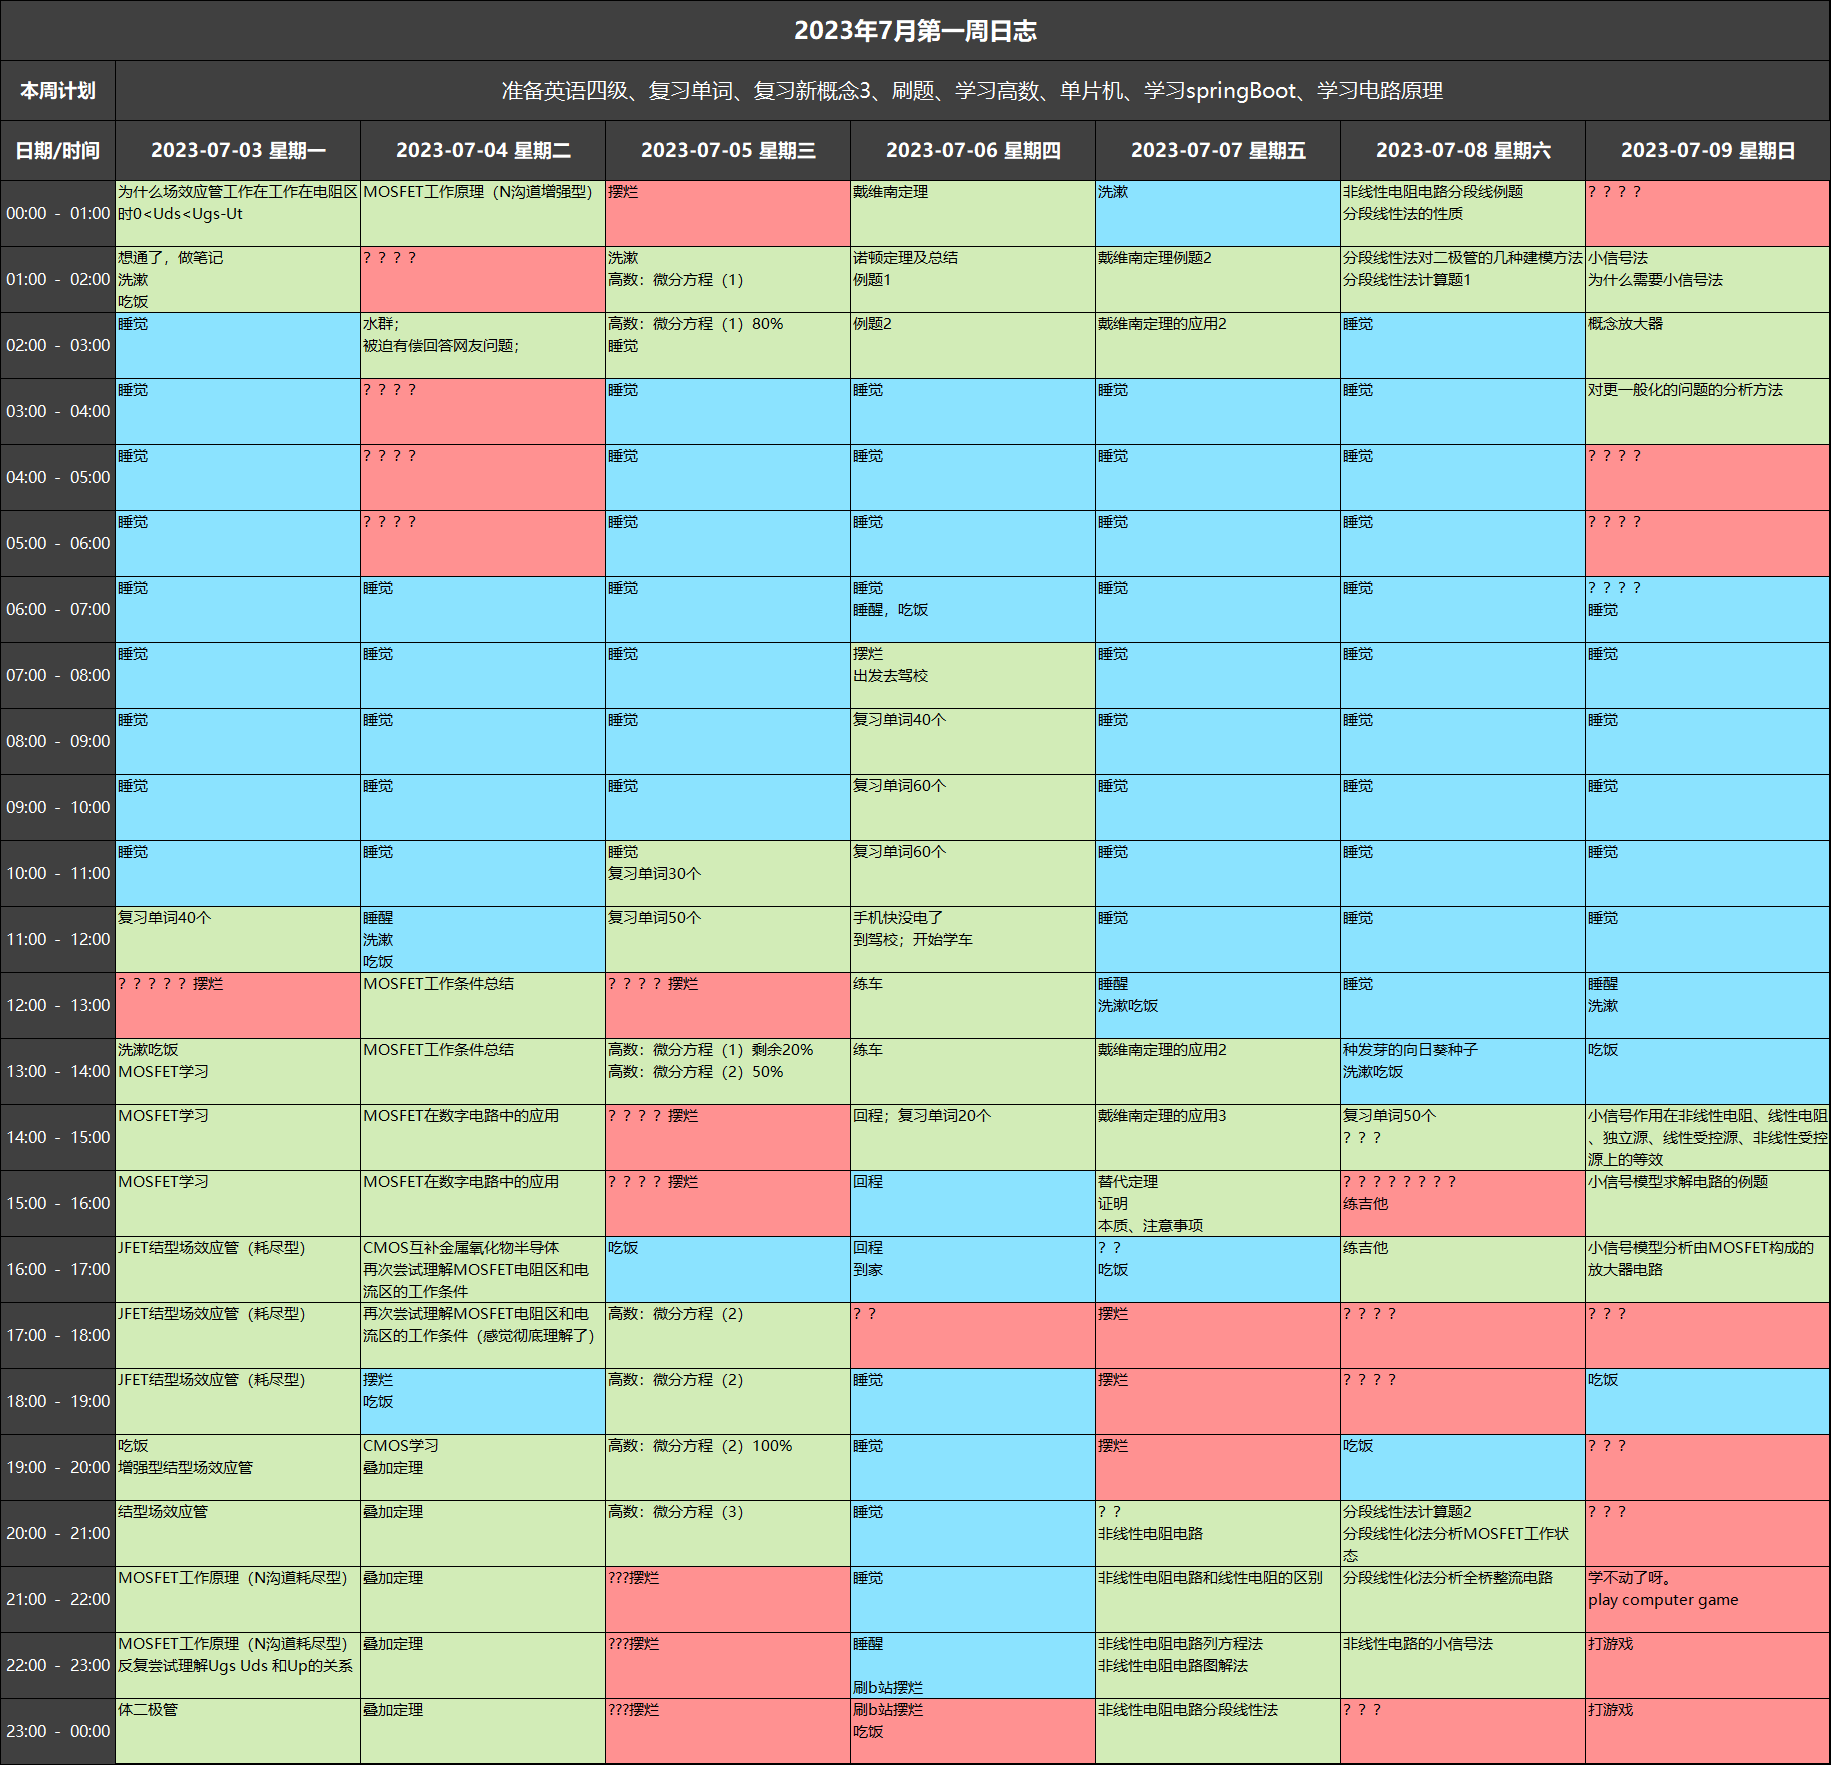 2023年7月第一周日志
本周计划
准备英语四级、复习单词、复习新概念3、刷题、学习高数、单片机、学习springBoot、学习电路原理
日期/时间
2023-07-03 星期一
2023-07-04 星期二
2023-07-05 星期三
2023-07-06 星期四
2023-07-07 星期五
2023-07-08 星期六
2023-07-09 星期日
00:00 - 01:00
为什么场效应管工作在工作在电阻区
时0<Uds<Ugs-Ut
MOSFET工作原理（N沟道增强型）
摆烂
戴维南定理
洗漱
非线性电阻电路分段线例题
分段线性法的性质
？？？？
01:00 - 02:00
想通了，做笔记
洗漱
吃饭
？？？？
洗漱
高数：微分方程（1）
诺顿定理及总结
例题1
戴维南定理例题2
分段线性法对二极管的几种建模方法
分段线性法计算题1
小信号法
为什么需要小信号法
02:00 - 03:00
睡觉
水群；
被迫有偿回答网友问题；
高数：微分方程（1）80%
睡觉
例题2
戴维南定理的应用2
睡觉
概念放大器
03:00 - 04:00
睡觉
？？？？
睡觉
睡觉
睡觉
睡觉
对更一般化的问题的分析方法
04:00 - 05:00
睡觉
？？？？
睡觉
睡觉
睡觉
睡觉
？？？？
05:00 - 06:00
睡觉
？？？？
睡觉
睡觉
睡觉
睡觉
？？？？
06:00 - 07:00
睡觉
睡觉
睡觉
睡觉
睡醒，吃饭
睡觉
睡觉
？？？？
睡觉
07:00 - 08:00
睡觉
睡觉
睡觉
摆烂
出发去驾校
睡觉
睡觉
睡觉
08:00 - 09:00
睡觉
睡觉
睡觉
复习单词40个
睡觉
睡觉
睡觉
09:00 - 10:00
睡觉
睡觉
睡觉
复习单词60个
睡觉
睡觉
睡觉
10:00 - 11:00
睡觉
睡觉
睡觉
复习单词30个
复习单词60个
睡觉
睡觉
睡觉
11:00 - 12:00
复习单词40个
睡醒
洗漱
吃饭
复习单词50个
手机快没电了
到驾校；开始学车
睡觉
睡觉
睡觉
12:00 - 13:00
？？？？？摆烂
MOSFET工作条件总结
？？？？摆烂
练车
睡醒
洗漱吃饭
睡觉
睡醒
洗漱
13:00 - 14:00
洗漱吃饭
MOSFET学习
MOSFET工作条件总结
高数：微分方程（1）剩余20%
高数：微分方程（2）50%
练车
戴维南定理的应用2
种发芽的向日葵种子
洗漱吃饭
吃饭
14:00 - 15:00
MOSFET学习
MOSFET在数字电路中的应用
？？？？摆烂
回程；复习单词20个
戴维南定理的应用3
复习单词50个
？？？
小信号作用在非线性电阻、线性电阻
、独立源、线性受控源、非线性受控
源上的等效
15:00 - 16:00
MOSFET学习
MOSFET在数字电路中的应用
？？？？摆烂
回程
替代定理
证明
本质、注意事项
？？？？？？？？
练吉他
小信号模型求解电路的例题
16:00 - 17:00
JFET结型场效应管（耗尽型）
CMOS互补金属氧化物半导体
再次尝试理解MOSFET电阻区和电
流区的工作条件
吃饭
回程
到家
？？
吃饭
练吉他
小信号模型分析由MOSFET构成的
放大器电路
17:00 - 18:00
JFET结型场效应管（耗尽型）
再次尝试理解MOSFET电阻区和电
流区的工作条件（感觉彻底理解了）
高数：微分方程（2）
？？
摆烂
？？？？
？？？
18:00 - 19:00
JFET结型场效应管（耗尽型）
摆烂
吃饭
高数：微分方程（2）
睡觉
摆烂
？？？？
吃饭
19:00 - 20:00
吃饭
增强型结型场效应管
CMOS学习
叠加定理
高数：微分方程（2）100%
睡觉
摆烂
吃饭
？？？
20:00 - 21:00
结型场效应管
叠加定理
高数：微分方程（3）
睡觉
？？
非线性电阻电路
分段线性法计算题2
分段线性化法分析MOSFET工作状
态
？？？
21:00 - 22:00
MOSFET工作原理（N沟道耗尽型）
叠加定理
???摆烂
睡觉
非线性电阻电路和线性电阻的区别
分段线性化法分析全桥整流电路
学不动了呀。
play computer game
22:00 - 23:00
MOSFET工作原理（N沟道耗尽型）
反复尝试理解Ugs Uds 和Up的关系
叠加定理
???摆烂
睡醒
刷b站摆烂
非线性电阻电路列方程法
非线性电阻电路图解法
非线性电路的小信号法
打游戏
23:00 - 00:00
体二极管
叠加定理
???摆烂
刷b站摆烂
吃饭
非线性电阻电路分段线性法
？？？
打游戏